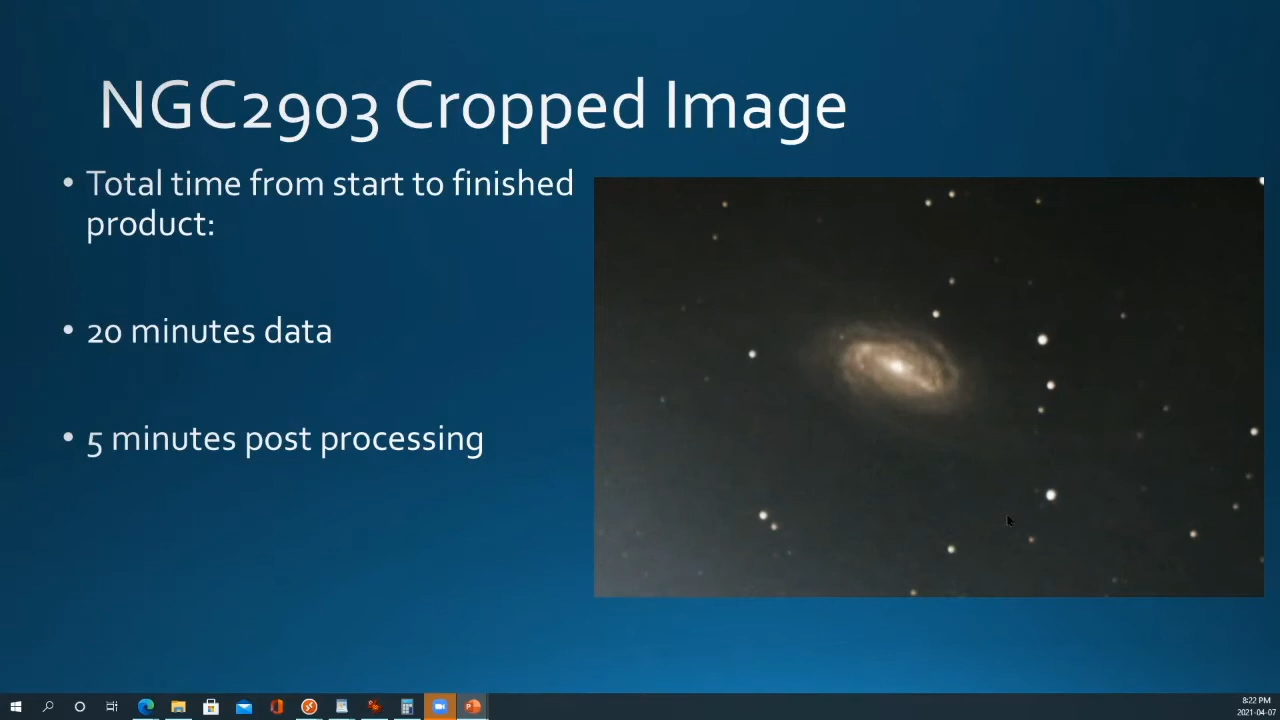 NGC2903 Cropped Image
• Total time from start to finished
product:
• 20 minutes data
• 5 minutes post processing
8:22 PM
2021-04-07